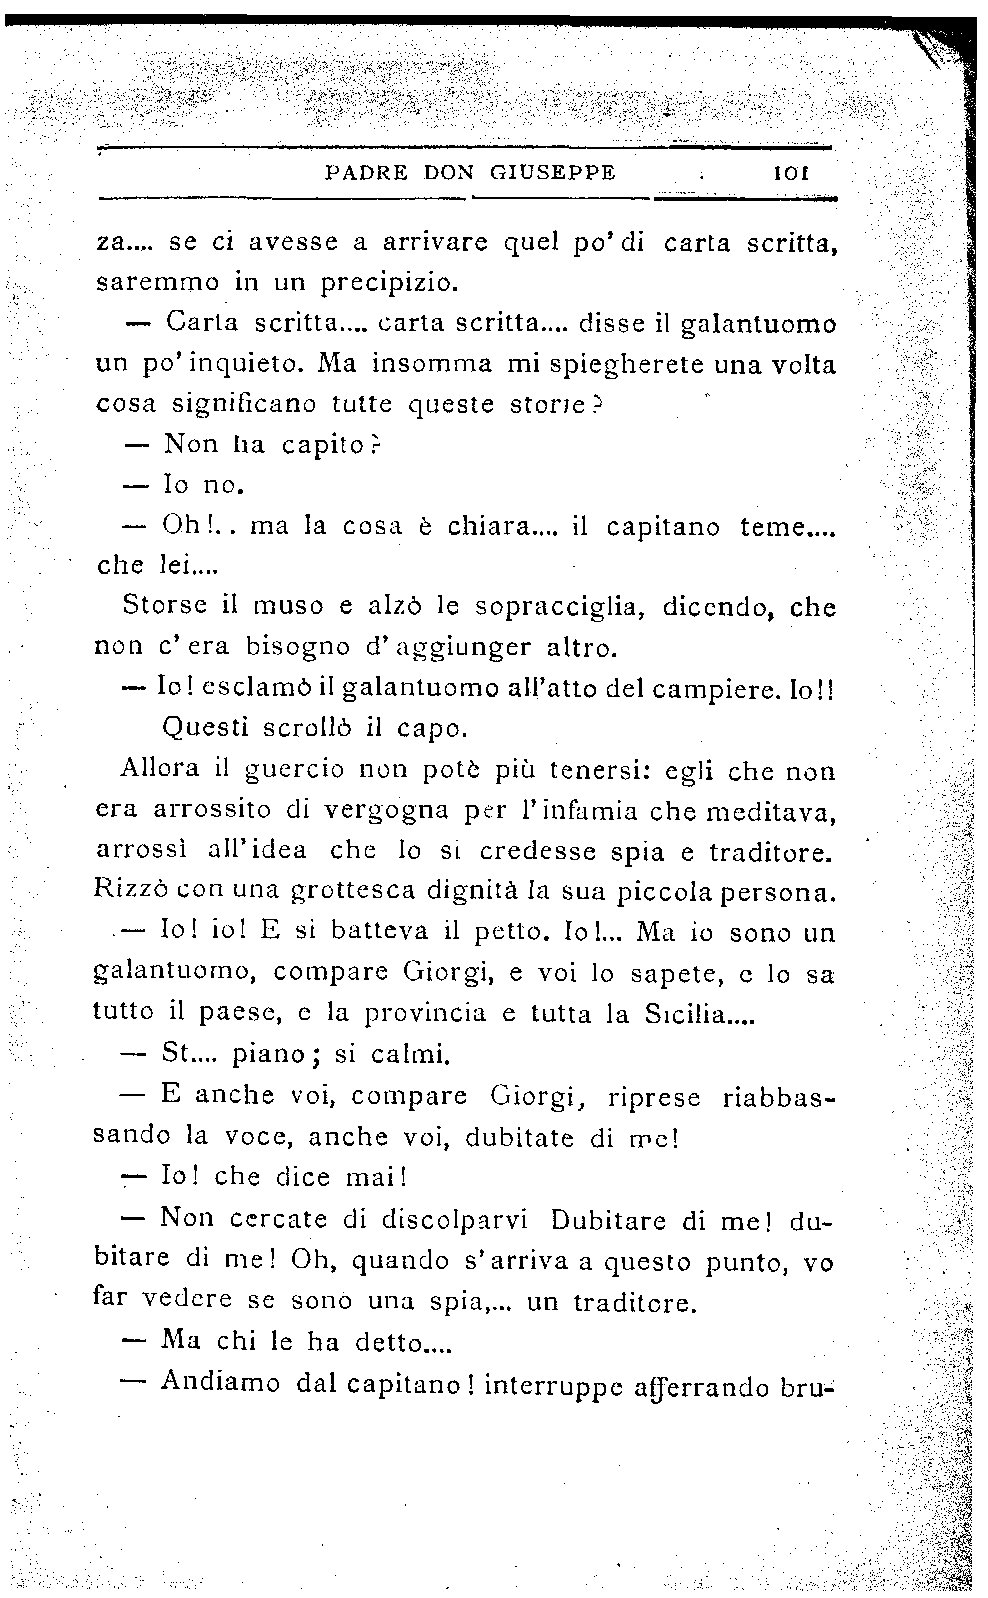 PADRE DON GIUSEPPE 101
za.... se ci avesse a arrivare quel po' di carta scritta,
saremmo in un precipizio.
— Carta scritta.... carta scritta.... disse il galantuomo
un po' inquieto. Ma insomma mi spiegherete una volta
cosa significano tutte queste storie?
— Non ha capito?
— Io no.
— Oh!.. ma la cosa è chiara.... il capitano teme....
che lei....
Storse il muso e alzò le sopracciglia, dicendo, che
non c' era bisogno d' aggiunger altro.
— Io! esclamò il galantuomo all'atto del campiere. Io!!
Questi scrollò il capo.
Allora il guercio non potè più tenersi: egli che non
era arrossito di vergogna per l' infamia che meditava,
arrossì all' idea che lo si credesse spia e traditore.
Rizzò con una grottesca dignità la sua piccola persona.
— Io! io! E si batteva il petto. Io!... Ma io sono un
galantuomo, compare Giorgi, e voi lo sapete, e lo sa
tutto il paese, e la provincia e tutta la Sicilia....
— St.... piano; si calmi.
— E anche voi, compare Giorgi, riprese riabbas-
sando la voce, anche voi, dubitate di me!
— Io! che dice mai!
— Non cercate di discolparvi Dubitare di me! du-
bitare di me! Oh, quando s' arriva a questo punto, vo
far vedere se sono una spia,... un traditore.
— Ma chi le ha detto....
— Andiamo dal capitano! interruppe afferrando bru-